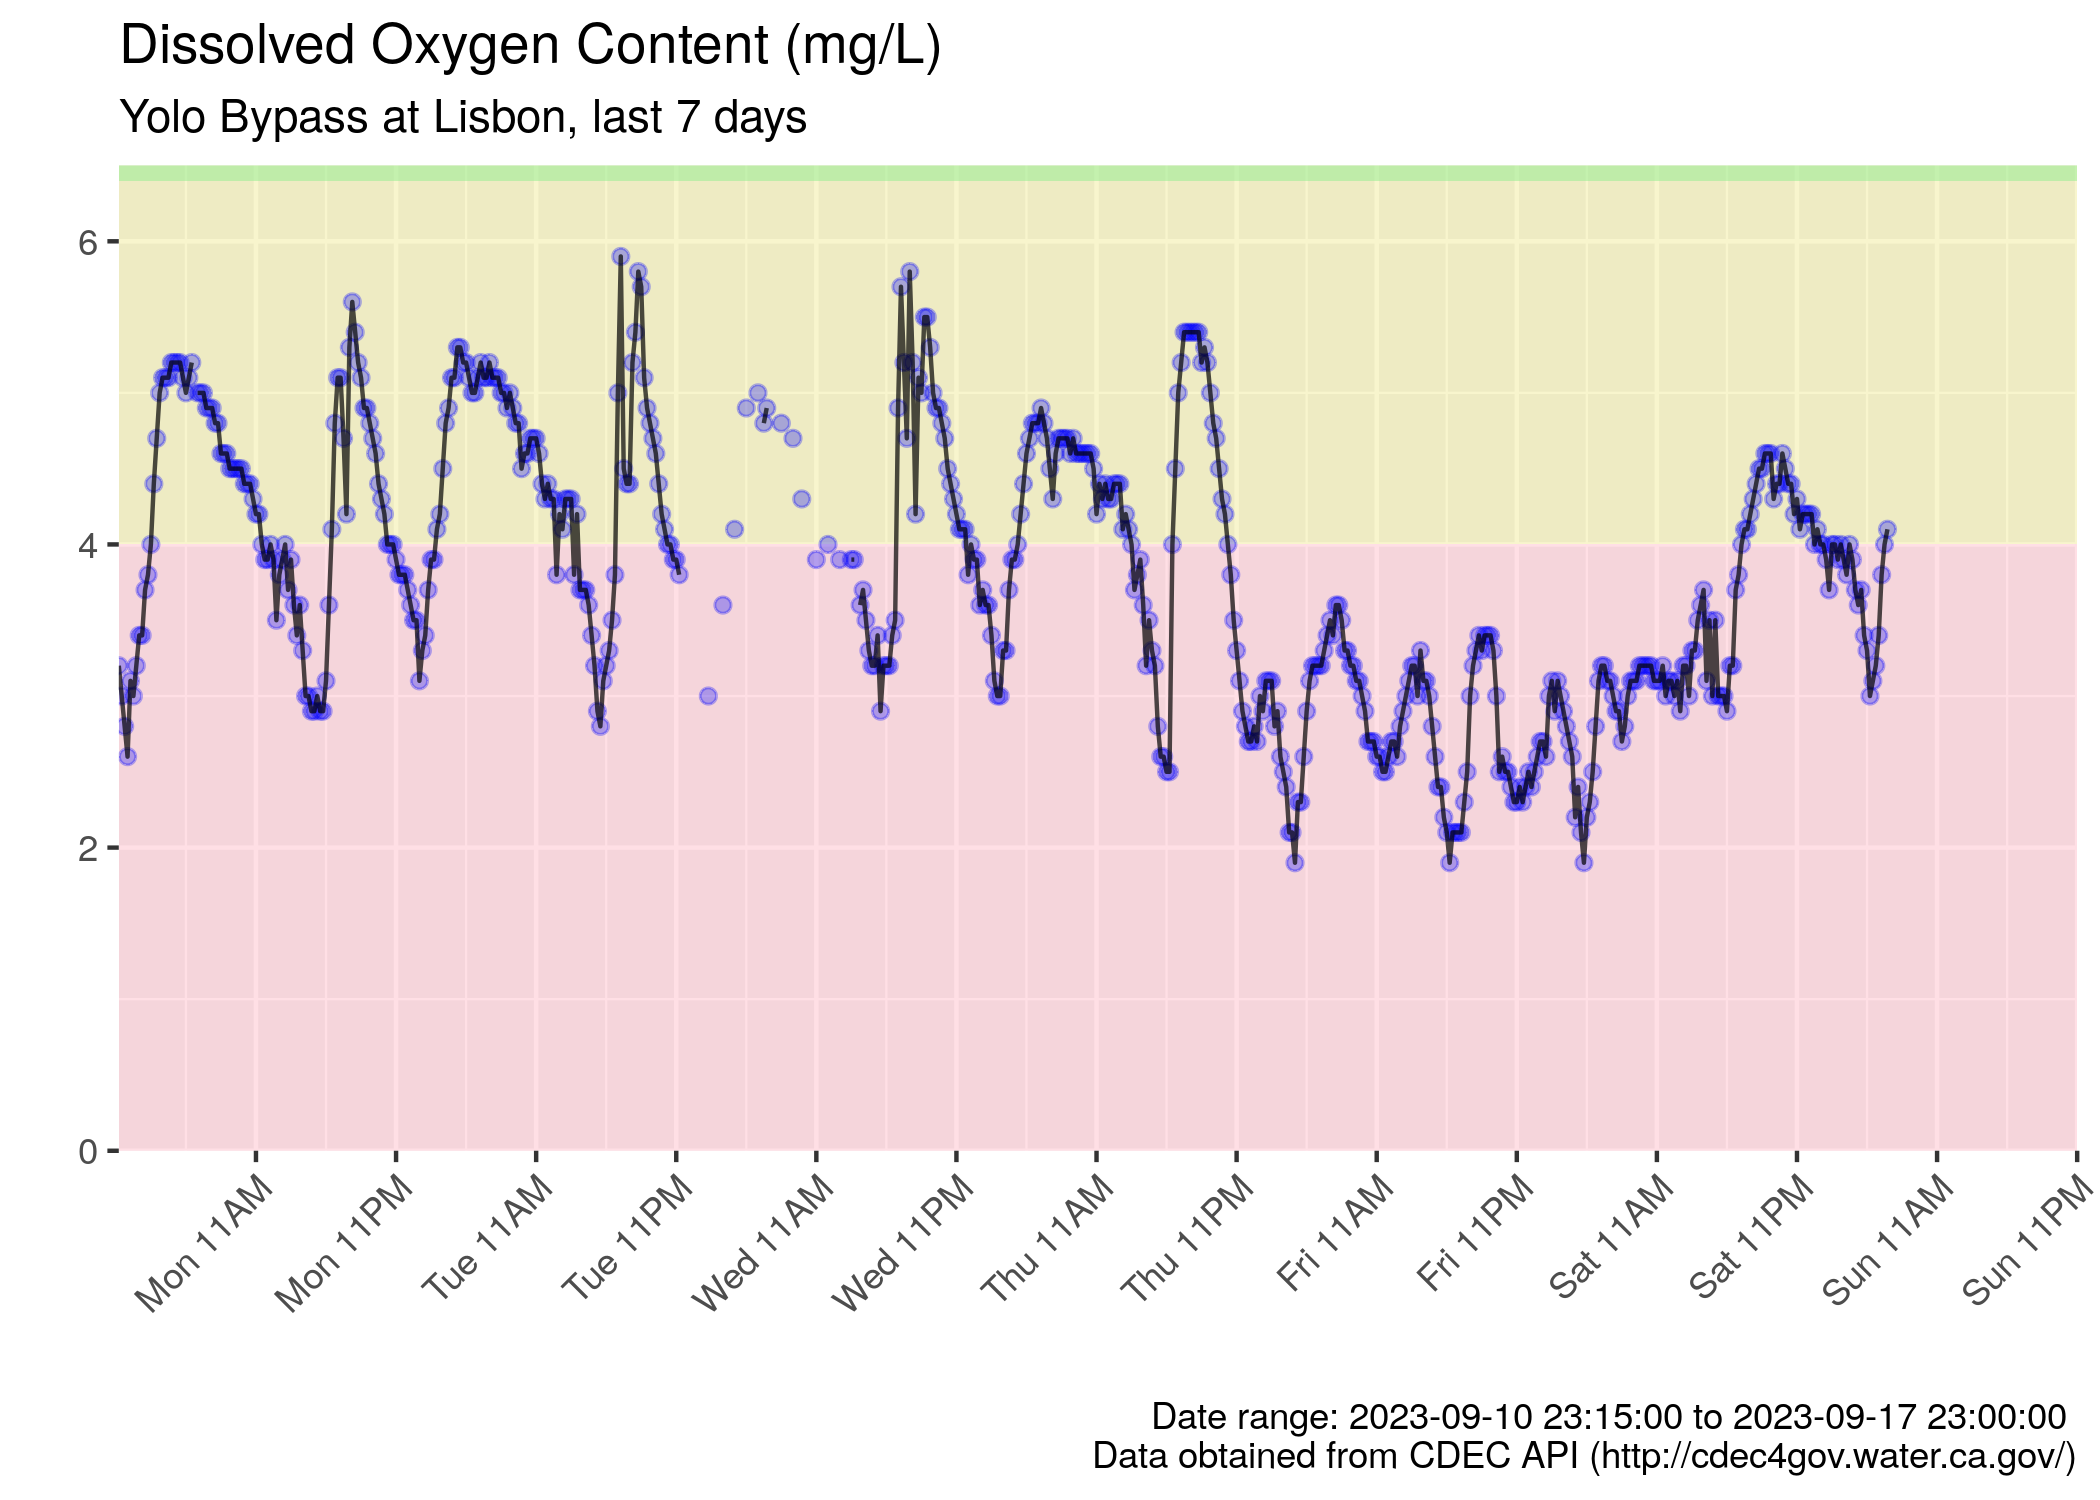 Dissolved Oxygen Content (mg/L)
Yolo Bypass at Lisbon, last 7 days
6
4
2
0
Mon 11AM
Mon 11PM
Tue 11AM
Tue 11PM
Wed 11AM
Wed 11PM
Thu 11AM
Thu 11PM
Fri 11AM
Fri 11PM
Sat 11AM
Sat 11PM
Sun 11AM
Sun 11PM
Date range: 2023-09-10 23:15:00 to 2023-09-17 23:00:00
Data obtained from CDEC API (http://cdec4gov.water.ca.gov/)